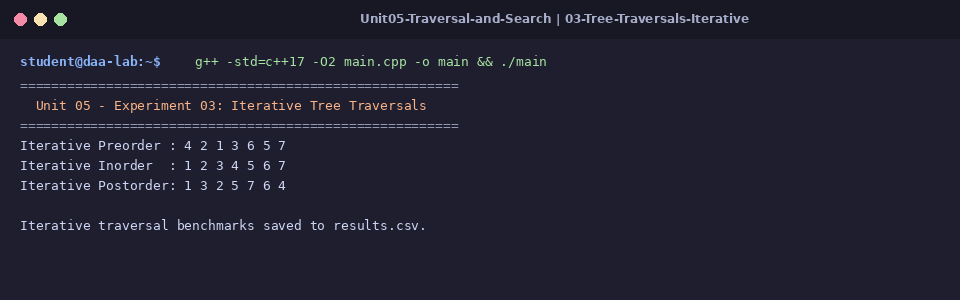 Unit05-Traversal-and-Search | 03-Tree-Traversals-Iterative
student@daa-lab:~$ g++ -std=c++17 -O2 main.cpp -o main && ./main
========================================================
  Unit 05 - Experiment 03: Iterative Tree Traversals
========================================================
Iterative Preorder : 4 2 1 3 6 5 7
Iterative Inorder  : 1 2 3 4 5 6 7
Iterative Postorder: 1 3 2 5 7 6 4
Iterative traversal benchmarks saved to results.csv.